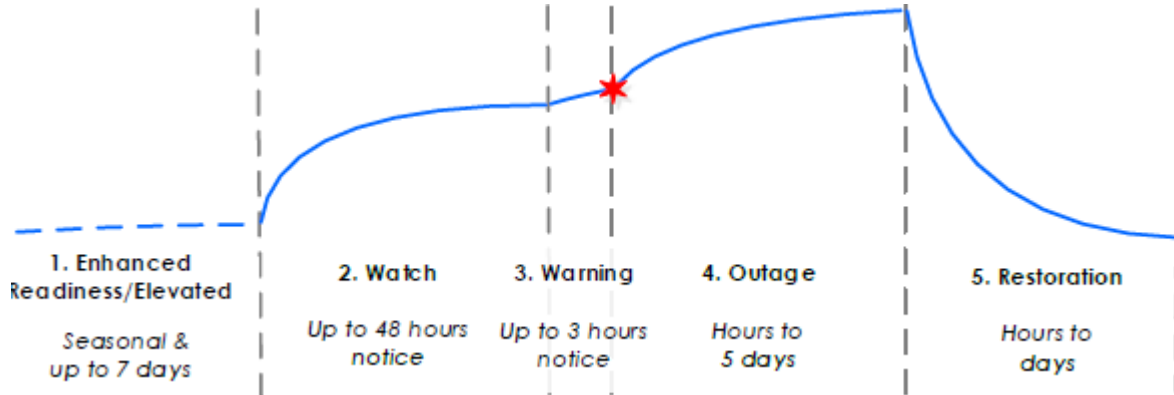 1. Enhanced
Readiness/Elevated
Seasonal &
up to 7 days
2. Watch
Up to 48 hours
notice
3. Warning
Up to 3 hours
notice
4. Outage
Hours to
5 days
5. Restoration
Hours to
days